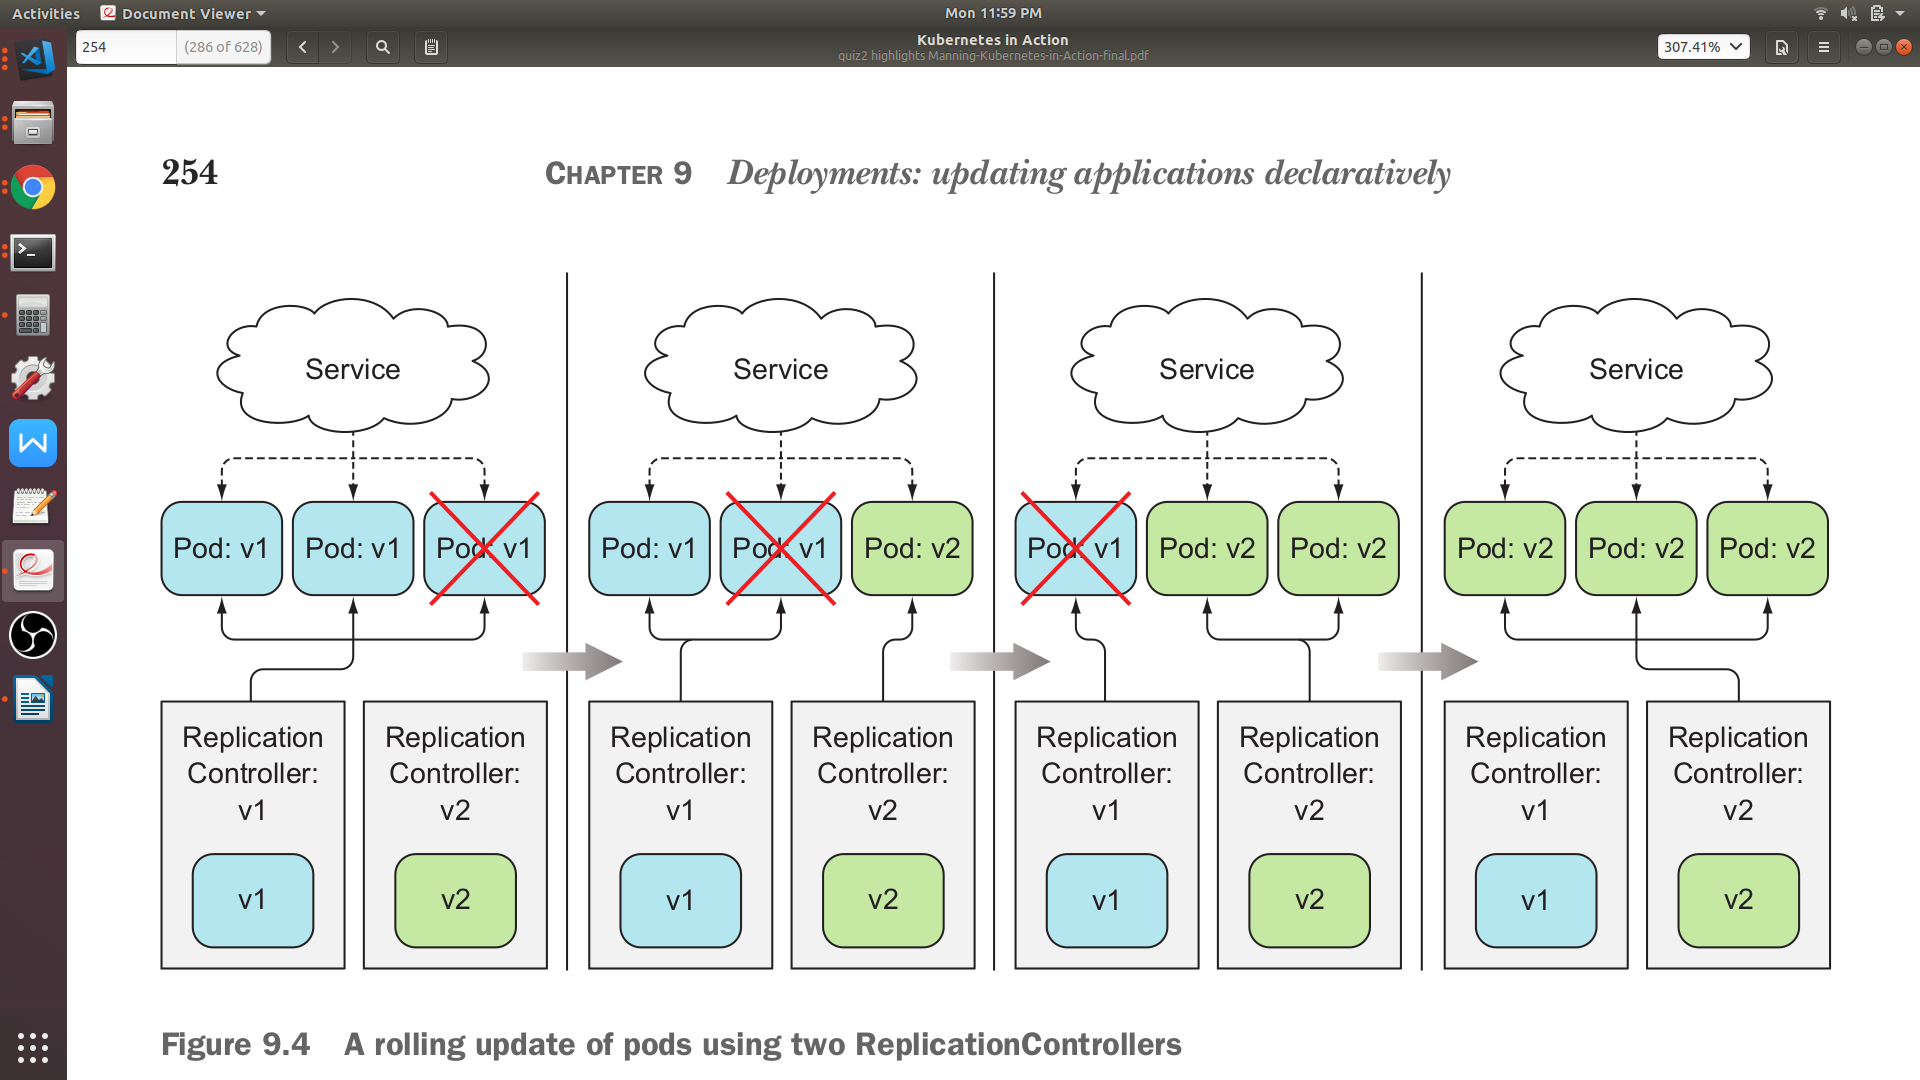 Activities
Document Viewer
Mon 11:59 PM
254
(286 of 628)
Kubernetes in Action
quiz2 highlights Manning-Kubernetes-in-Action-final.pdf
307.41%
254
CHAPTER 9 Deployments: updating applications declaratively
Service
Pod: v1 Pod: v1 Pod: v1
Replication
Controller:
v1
v1
Replication
Controller:
v2
v2
Service
Pod: v1 Pod: v1 Pod: v2
Replication
Controller:
v1
v1
Replication
Controller:
v2
v2
Service
Pod: v1 Pod: v2 Pod: v2
Replication
Controller:
v1
v1
Replication
Controller:
v2
v2
Service
Pod: v2 Pod: v2 Pod: v2
Replication
Controller:
v1
v1
Replication
Controller:
v2
v2
Figure 9.4 A rolling update of pods using two ReplicationControllers